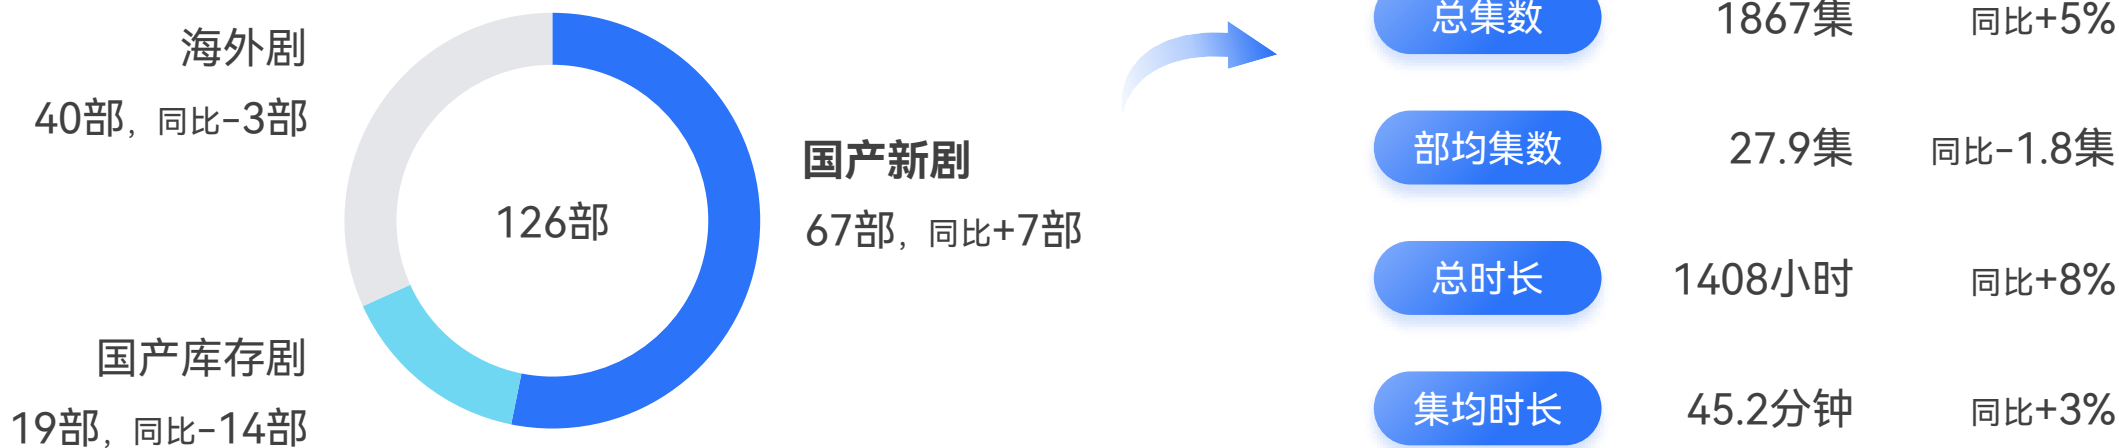 海外剧
40部，同比-3部
国产库存剧
19部，同比-14部
126部
国产新剧
67部，同比+7部
总集数 1867集 同比+5%
部均集数 27.9集 同比-1.8集
总时长 1408小时 同比+8%
集均时长 45.2分钟 同比+3%